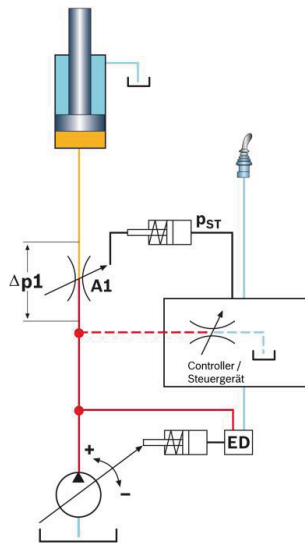 pST
Δp1
A1
Controller /
Steuergerät
ED
+
–